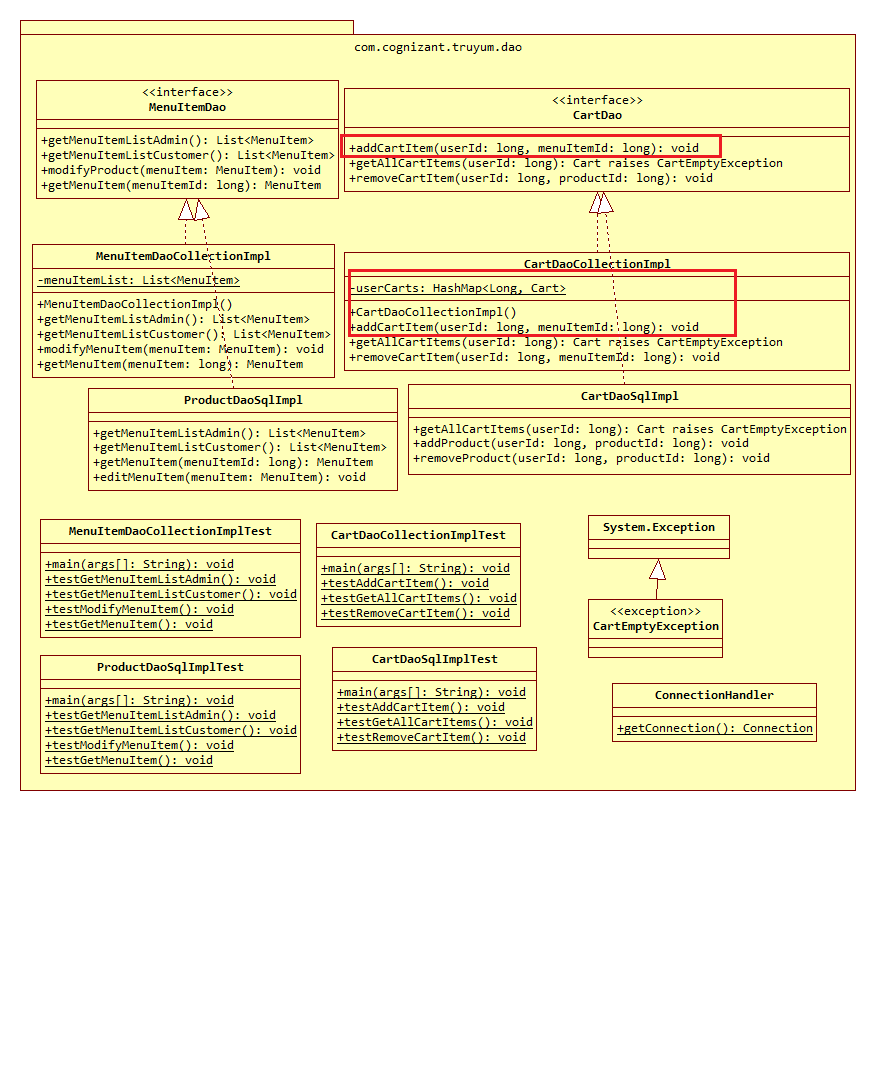 com.cognizant.truyum.dao
<<interface>>
MenuItemDao
+getMenuItemListAdmin(): List<MenuItem>
+getMenuItemListCustomer(): List<MenuItem>
+modifyProduct(menuItem: MenuItem): void
+getMenuItem(menuItemId: long): MenuItem
<<interface>>
CartDao
+addCartItem(userId: long, menuItemId: long): void
+getAllCartItems(userId: long): Cart raises CartEmptyException
+removeCartItem(userId: long, productId: long): void
MenuItemDaoCollectionImpl
-menuItemList: List<MenuItem>
+MenuItemDaoCollectionImpl()
+getMenuItemListAdmin(): List<MenuItem>
+getMenuItemListCustomer(): List<MenuItem>
+modifyMenuItem(menuItem: MenuItem): void
+getMenuItem(menuItem: long): MenuItem
CartDaoCollectionImpl
-userCarts: HashMap<Long, Cart>
+CartDaoCollectionImpl()
+addCartItem(userId: long, menuItemId: long): void
+getAllCartItems(userId: long): Cart raises CartEmptyException
+removeCartItem(userId: long, menuItemId: long): void
ProductDaoSqlImpl
+getMenuItemListAdmin(): List<MenuItem>
+getMenuItemListCustomer(): List<MenuItem>
+getMenuItem(menuItemId: long): MenuItem
+editMenuItem(menuItem: MenuItem): void
CartDaoSqlImpl
+getAllCartItems(userId: long): Cart raises CartEmptyException
+addProduct(userId: long, productId: long): void
+removeProduct(userId: long, productId: long): void
MenuItemDaoCollectionImplTest
+main(args[]: String): void
+testGetMenuItemListAdmin(): void
+testGetMenuItemListCustomer(): void
+testModifyMenuItem(): void
+testGetMenuItem(): void
CartDaoCollectionImplTest
+main(args[]: String): void
+testAddCartItem(): void
+testGetAllCartItems(): void
+testRemoveCartItem(): void
System.Exception
<<exception>>
CartEmptyException
ProductDaoSqlImplTest
+main(args[]: String): void
+testGetMenuItemListAdmin(): void
+testGetMenuItemListCustomer(): void
+testModifyMenuItem(): void
+testGetMenuItem(): void
CartDaoSqlImplTest
+main(args[]: String): void
+testAddCartItem(): void
+testGetAllCartItems(): void
+testRemoveCartItem(): void
ConnectionHandler
+getConnection(): Connection